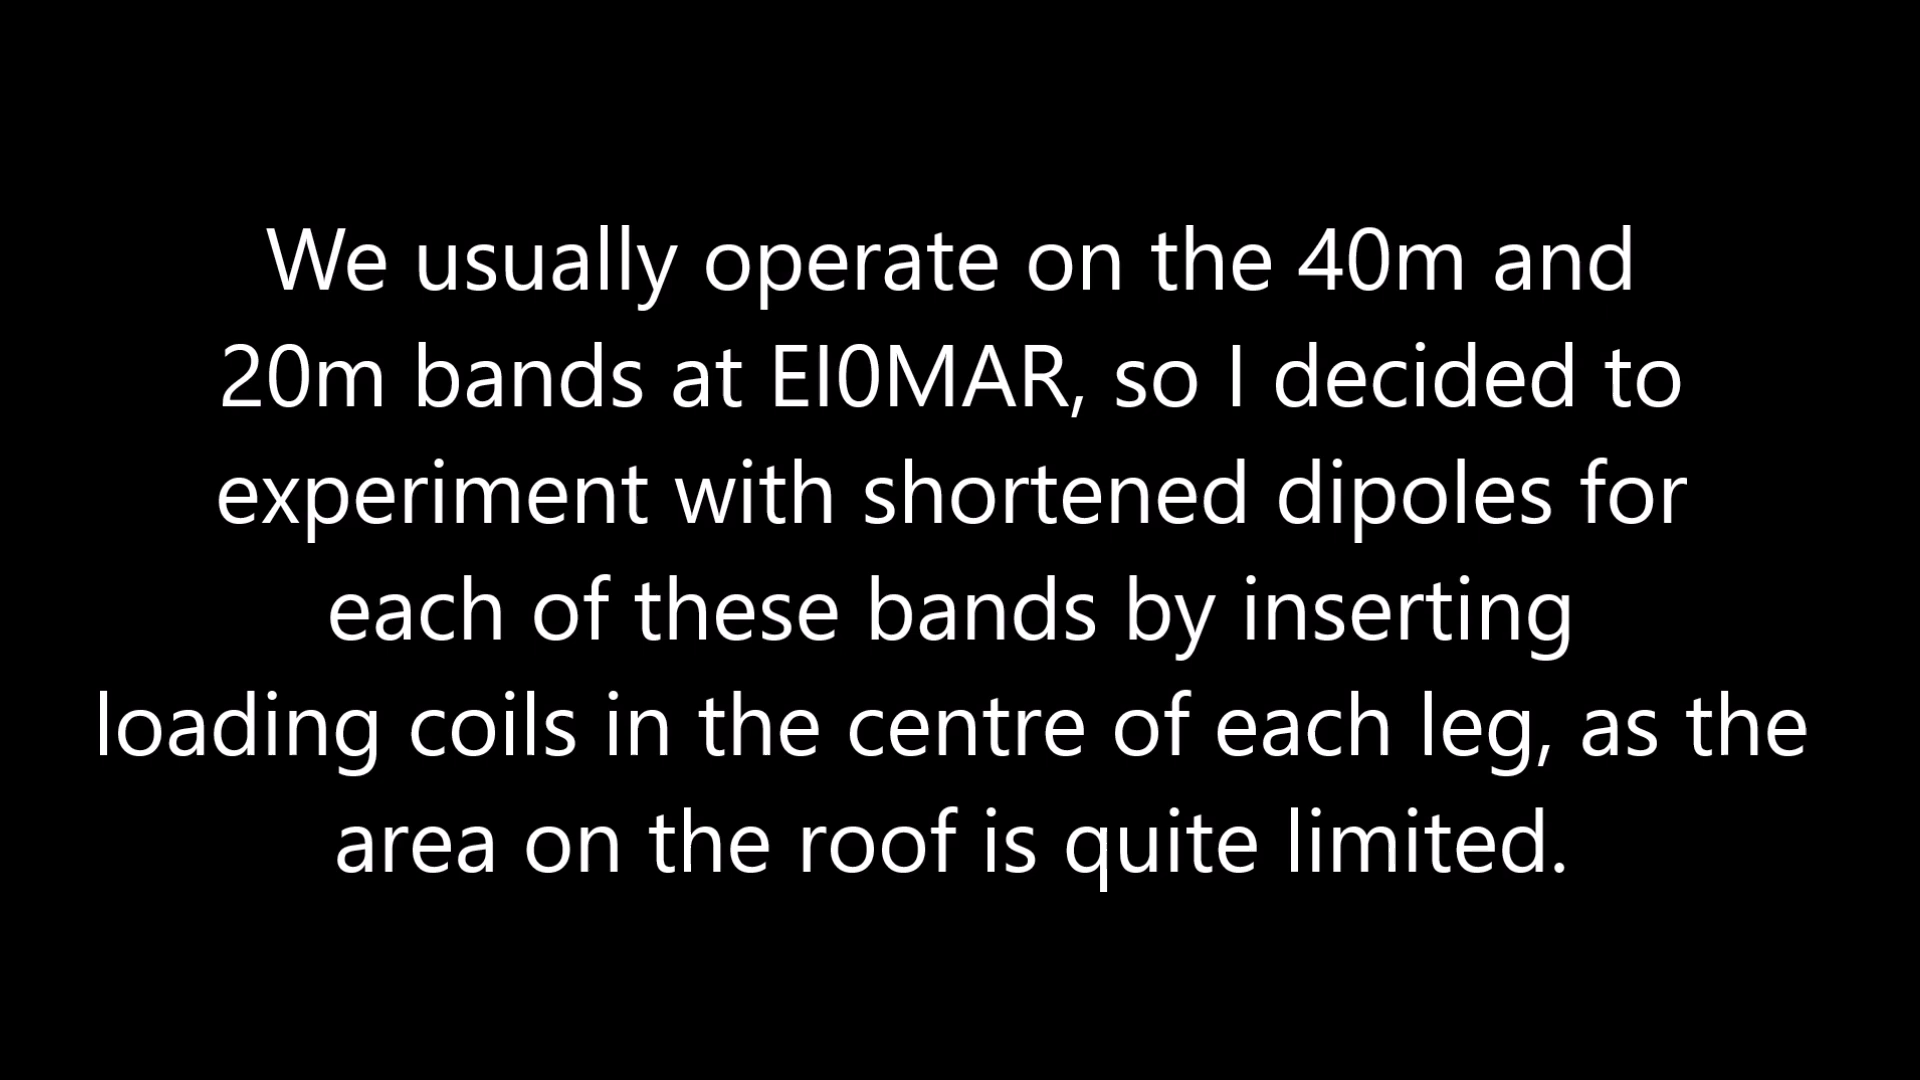 We usually operate on the 40m and
20m bands at EI0MAR, so I decided to
experiment with shortened dipoles for
each of these bands by inserting
loading coils in the centre of each leg, as the
area on the roof is quite limited.